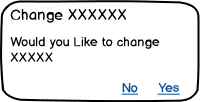 Change XXXXXX
Would you Like to change
XXXXX
No Yes